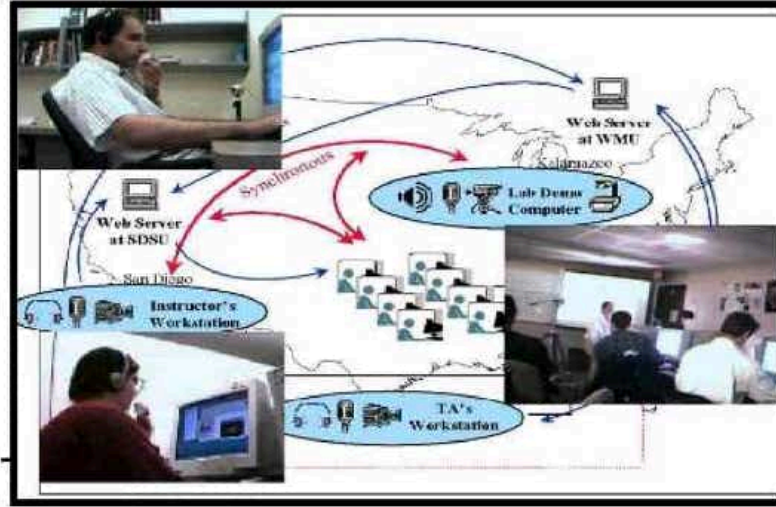 Web Server
at WMU
Kalamazoo
Synchronous
Lab Demo
Computer
Web Server
at SDSU
San Diego
Instructor's
Workstation
TA's
Workstation